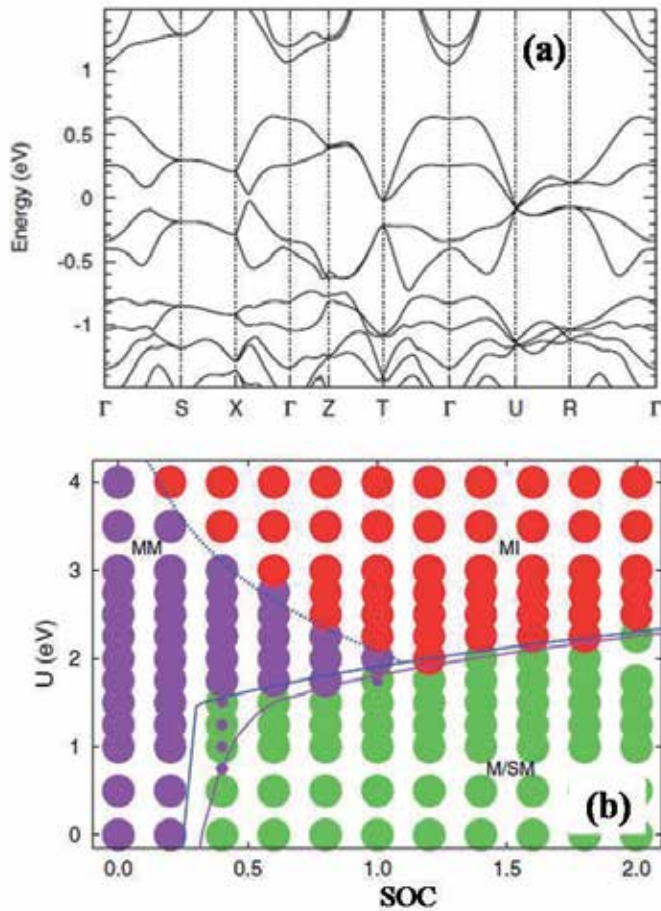 (a)
Energy (eV)
1
0.5
0
-0.5
-1
Γ S X Γ Z T Γ U R Γ
(b)
U (eV)
4
3
2
1
0
MM
MI
M/SM
0.0 0.5 1.0 1.5 2.0
SOC